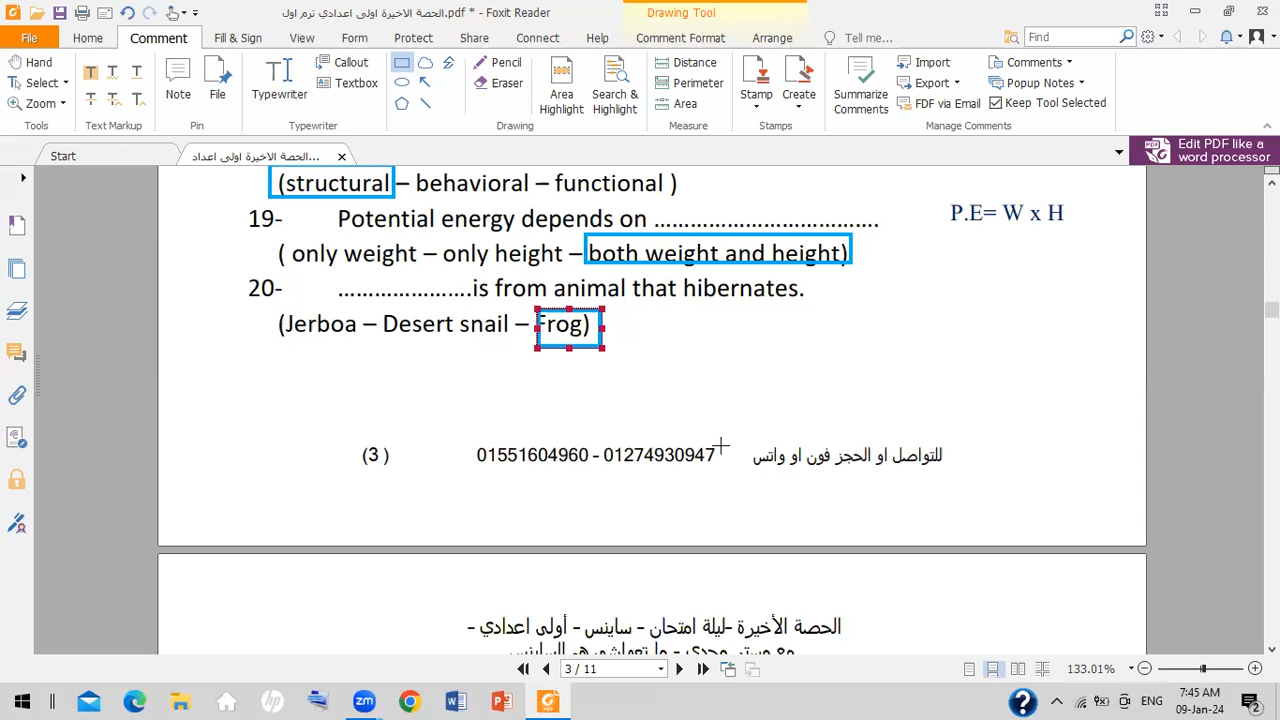 الحصة الاخيرة اولى اعدادي ترم اول.pdf * - Foxit Reader
Drawing Tool
File Home Comment Fill & Sign View Form Protect Share Connect Help Comment Format Arrange Tell me... Find
Hand
Select
Zoom
Tools
Text Markup
Note
File
Pin
Typewriter
Callout
Textbox
Typewriter
Pencil
Eraser
Area Highlight
Search & Highlight
Drawing
Distance
Perimeter
Area
Measure
Stamp
Create
Stamps
Summarize Comments
Import
Export
FDF via Email
Comments
Popup Notes
Keep Tool Selected
Manage Comments
Start
الحصة الاخيرة اولى اعداد...
Edit PDF like a word processor
(structural – behavioral – functional )
19- Potential energy depends on ……………………………….
P.E= W x H
( only weight – only height – both weight and height)
20- ………………….is from animal that hibernates.
(Jerboa – Desert snail – Frog)
(3 ) 01551604960 - 01274930947 للتواصل او الحجز فون او واتس
الحصة الأخيرة –ليلة امتحان – ساينس – أولى اعدادي –
3 / 11
133.01%
hp
zm
ENG
7:45 AM
09-Jan-24
2